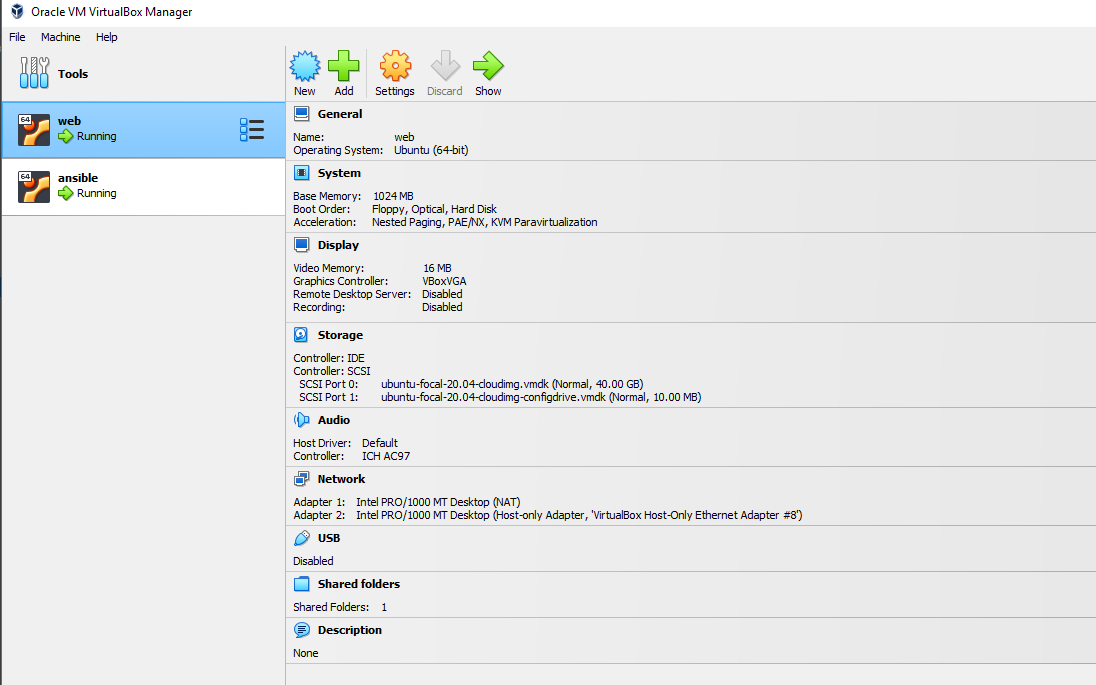 Oracle VM VirtualBox Manager
File Machine Help
Tools
New Add Settings Discard Show
64 web
Running
64 ansible
Running
General
Name: web
Operating System: Ubuntu (64-bit)
System
Base Memory: 1024 MB
Boot Order: Floppy, Optical, Hard Disk
Acceleration: Nested Paging, PAE/NX, KVM Paravirtualization
Display
Video Memory: 16 MB
Graphics Controller: VBoxVGA
Remote Desktop Server: Disabled
Recording: Disabled
Storage
Controller: IDE
Controller: SCSI
SCSI Port 0: ubuntu-focal-20.04-cloudimg.vmdk (Normal, 40.00 GB)
SCSI Port 1: ubuntu-focal-20.04-cloudimg-configdrive.vmdk (Normal, 10.00 MB)
Audio
Host Driver: Default
Controller: ICH AC97
Network
Adapter 1: Intel PRO/1000 MT Desktop (NAT)
Adapter 2: Intel PRO/1000 MT Desktop (Host-only Adapter, 'VirtualBox Host-Only Ethernet Adapter #8')
USB
Disabled
Shared folders
Shared Folders: 1
Description
None